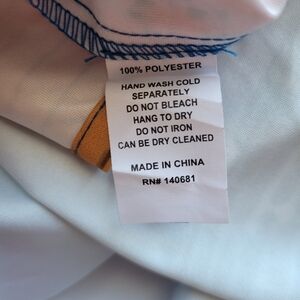 100% POLYESTER
HAND WASH COLD
SEPARATELY
DO NOT BLEACH
HANG TO DRY
DO NOT IRON
CAN BE DRY CLEANED
MADE IN CHINA
RN# 140681